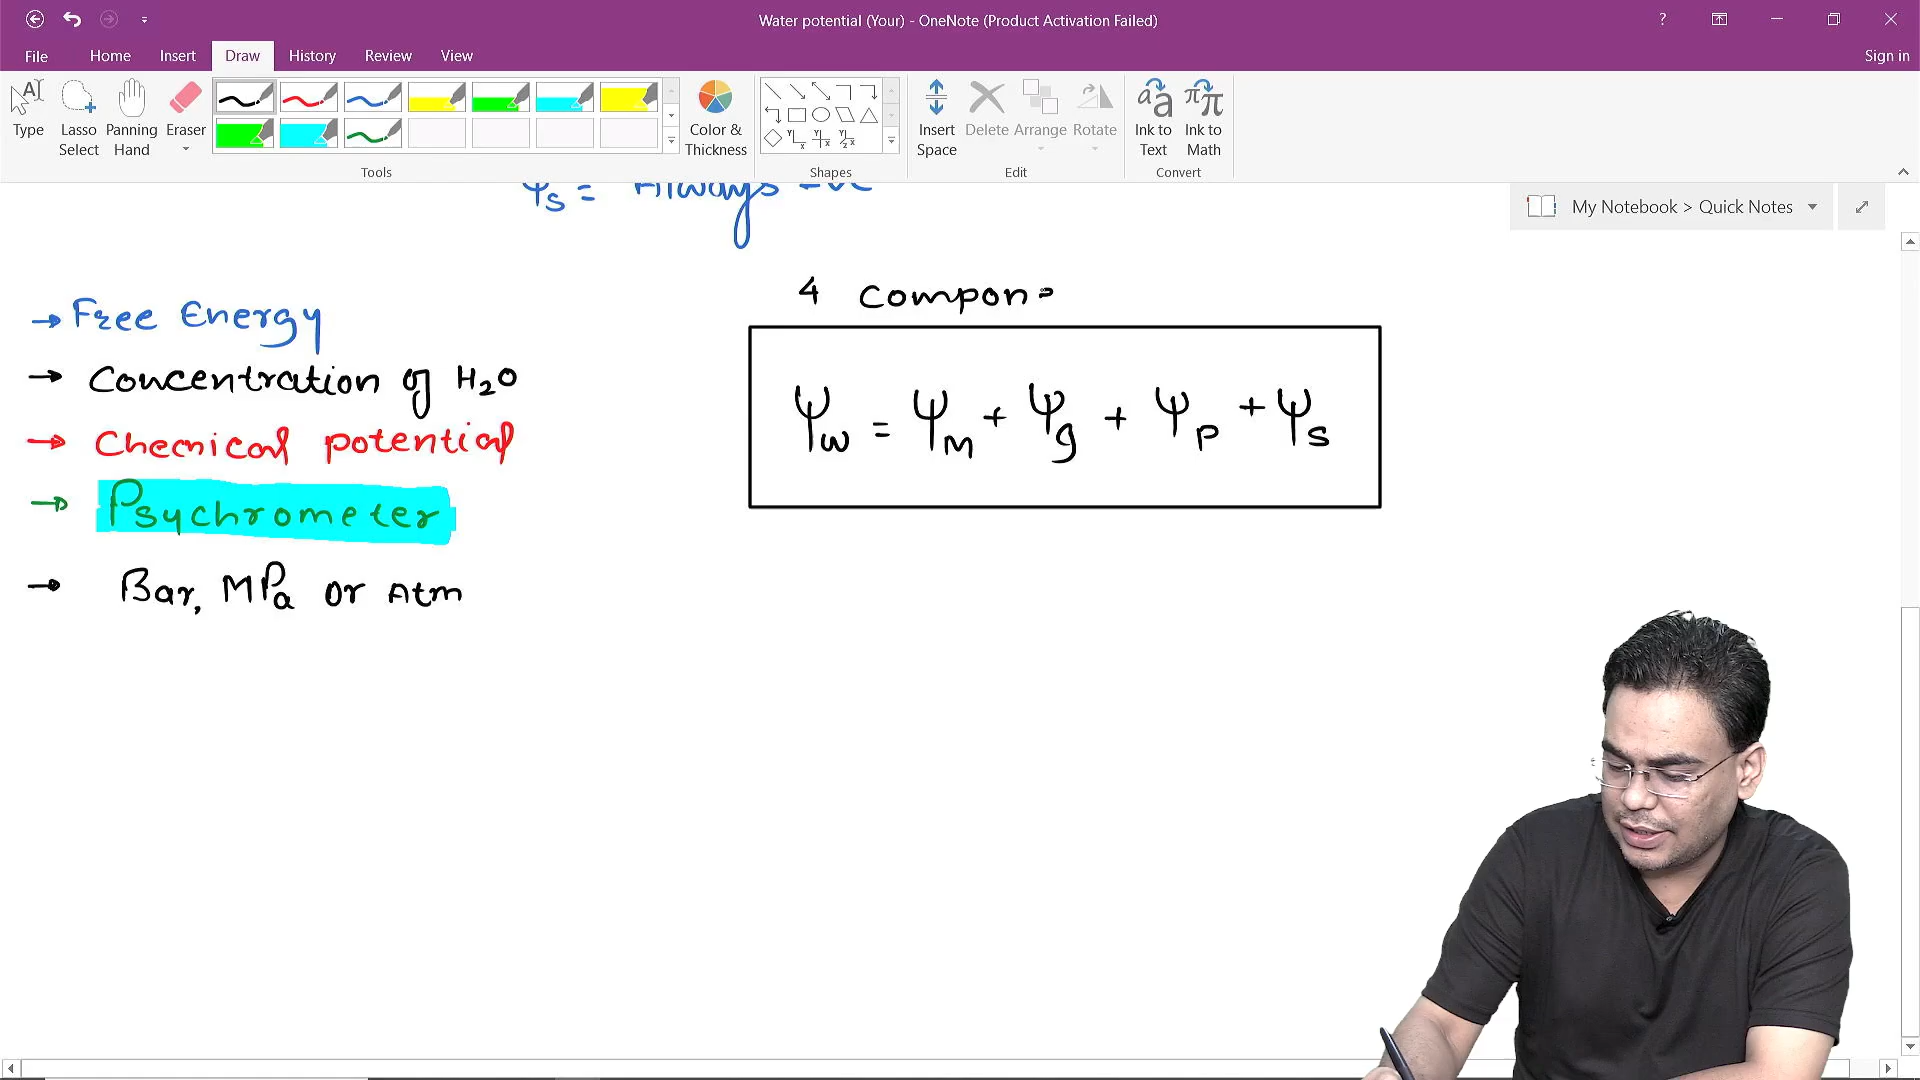 Water potential (Your) - OneNote (Product Activation Failed)
?
File Home Insert Draw History Review View
Sign in
Type
Lasso Select
Panning Hand
Eraser
Color & Thickness
Insert Space
Delete
Arrange
Rotate
Ink to Text
Ink to Math
Tools
Shapes
Edit
Convert
My Notebook > Quick Notes
Ψs = Always -ve
4 Compon
→ Free Energy
→ Concentration of H₂O
Ψw = Ψm + Ψg + Ψp + Ψs
→ Chemical potential
→ Psychrometer
→ Bar, MPa or Atm